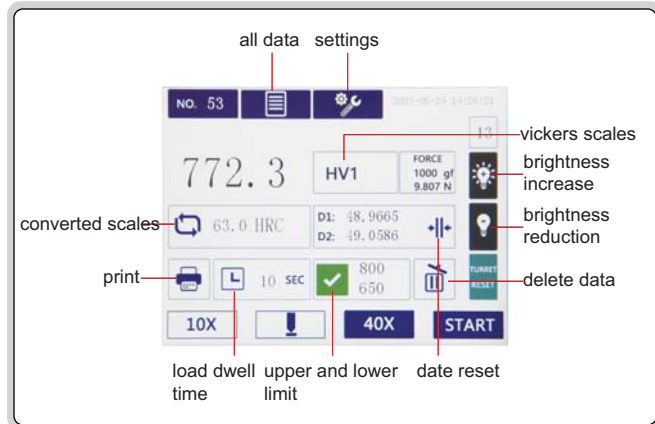 all data settings
NO. 53
2023-05-29 19:56:21
13
vickers scales
772.3
HV1
FORCE
1000 gf
9.807 N
brightness
increase
converted scales
63.0 HRC
D1: 48.9665
D2: 49.0586
brightness
reduction
print
10 SEC
800
650
TURRET
RESET
delete data
10X
40X
START
load dwell
time
upper and lower
limit
date reset